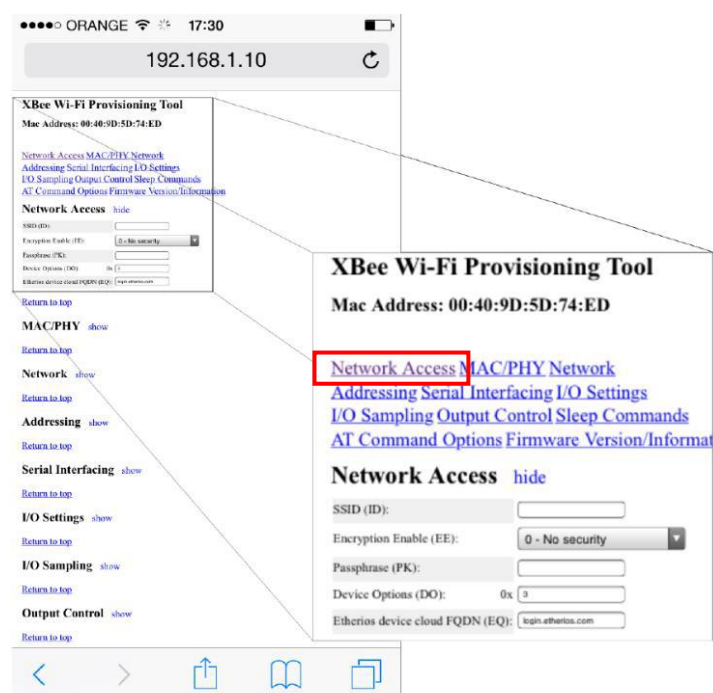 ORANGE 17:30
192.168.1.10
XBee Wi-Fi Provisioning Tool
Mac Address: 00:40:9D:5D:74:ED
Network Access MAC/PHY Network
Addressing Serial Interfacing I/O Settings
I/O Sampling Output Control Sleep Commands
AT Command Options Firmware Version/Information
Network Access hide
SSID (ID):
Encryption Enable (EE): 0 - No security
Passphrase (PK):
Device Options (DO): 0x 3
Etherios device cloud FQDN (EQ): login.etherios.com
Return to top
MAC/PHY show
Return to top
Network show
Return to top
Addressing show
Return to top
Serial Interfacing show
Return to top
I/O Settings show
Return to top
I/O Sampling show
Return to top
Output Control show
Return to top
XBee Wi-Fi Provisioning Tool
Mac Address: 00:40:9D:5D:74:ED
Network Access MAC/PHY Network
Addressing Serial Interfacing I/O Settings
I/O Sampling Output Control Sleep Commands
AT Command Options Firmware Version/Informat
Network Access hide
SSID (ID):
Encryption Enable (EE): 0 - No security
Passphrase (PK):
Device Options (DO): 0x 3
Etherios device cloud FQDN (EQ): login.etherios.com